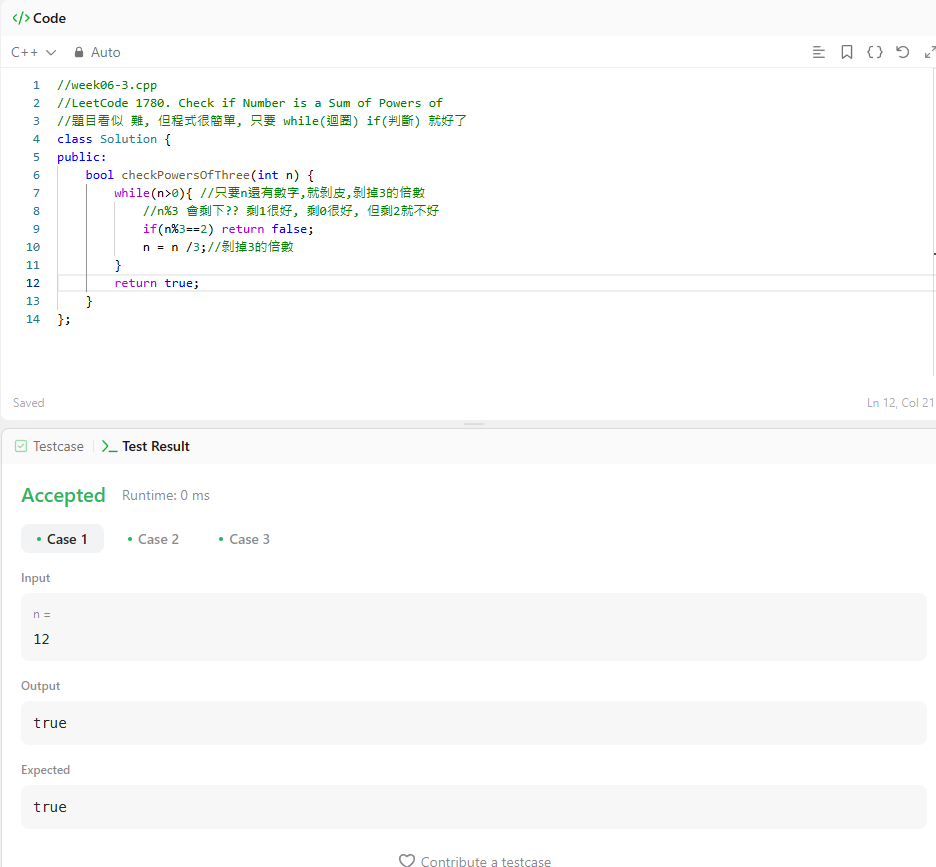 </> Code
C++ Auto
1 //week06-3.cpp
2 //LeetCode 1780. Check if Number is a Sum of Powers of
3 //題目看似 難, 但程式很簡單, 只要 while(迴圈) if(判斷) 就好了
4 class Solution {
5 public:
6 bool checkPowersOfThree(int n) {
7 while(n>0){ //只要n還有數字,就剝皮,剝掉3的倍數
8 //n%3 會剩下?? 剩1很好, 剩0很好, 但剩2就不好
9 if(n%3==2) return false;
10 n = n /3;//剝掉3的倍數
11 }
12 return true;
13 }
14 };
Saved Ln 12, Col 21
Testcase Test Result
Accepted Runtime: 0 ms
Case 1 Case 2 Case 3
Input
n =
12
Output
true
Expected
true
Contribute a testcase